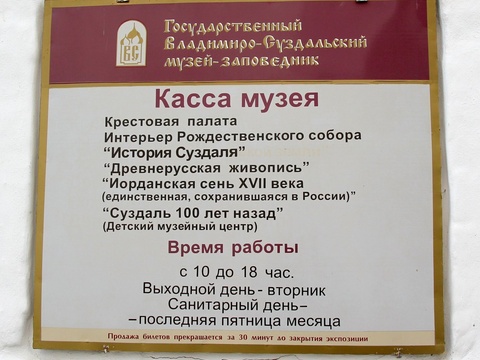 ВС
Государственный
Владимиро-Суздальский
музей-заповедник
Касса музея
Крестовая палата
Интерьер Рождественского собора
“История Суздаля”
“Древнерусская живопись”
“Иорданская сень XVII века
(единственная, сохранившаяся в России)”
“Суздаль 100 лет назад”
(Детский музейный центр)
Время работы
с 10 до 18 час.
Выходной день - вторник
Санитарный день–
–последняя пятница месяца
Продажа билетов прекращается за 30 минут до закрытия экспозиции